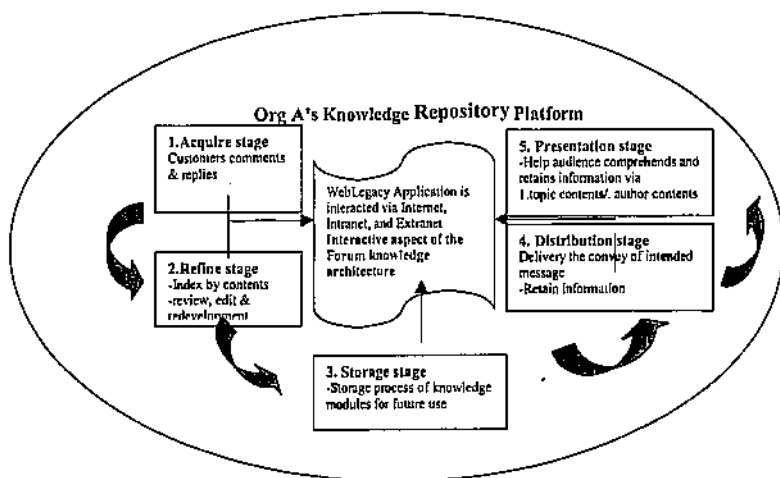 Org A's Knowledge Repository Platform
1.Acquire stage
Customers comments
& replies
2.Refine stage
-Index by contents
-review, edit &
redevelopment
WebLegacy Application is
interacted via Internet,
Intranet, and Extranet
Interactive aspect of the
Forum knowledge
architecture
3. Storage stage
-Storage process of knowledge
modules for future use
5. Presentation stage
-Help audience comprehends and
retains information via
1.topic contents/. author contents
4. Distribution stage
Delivery the convey of intended
message
-Retain Information